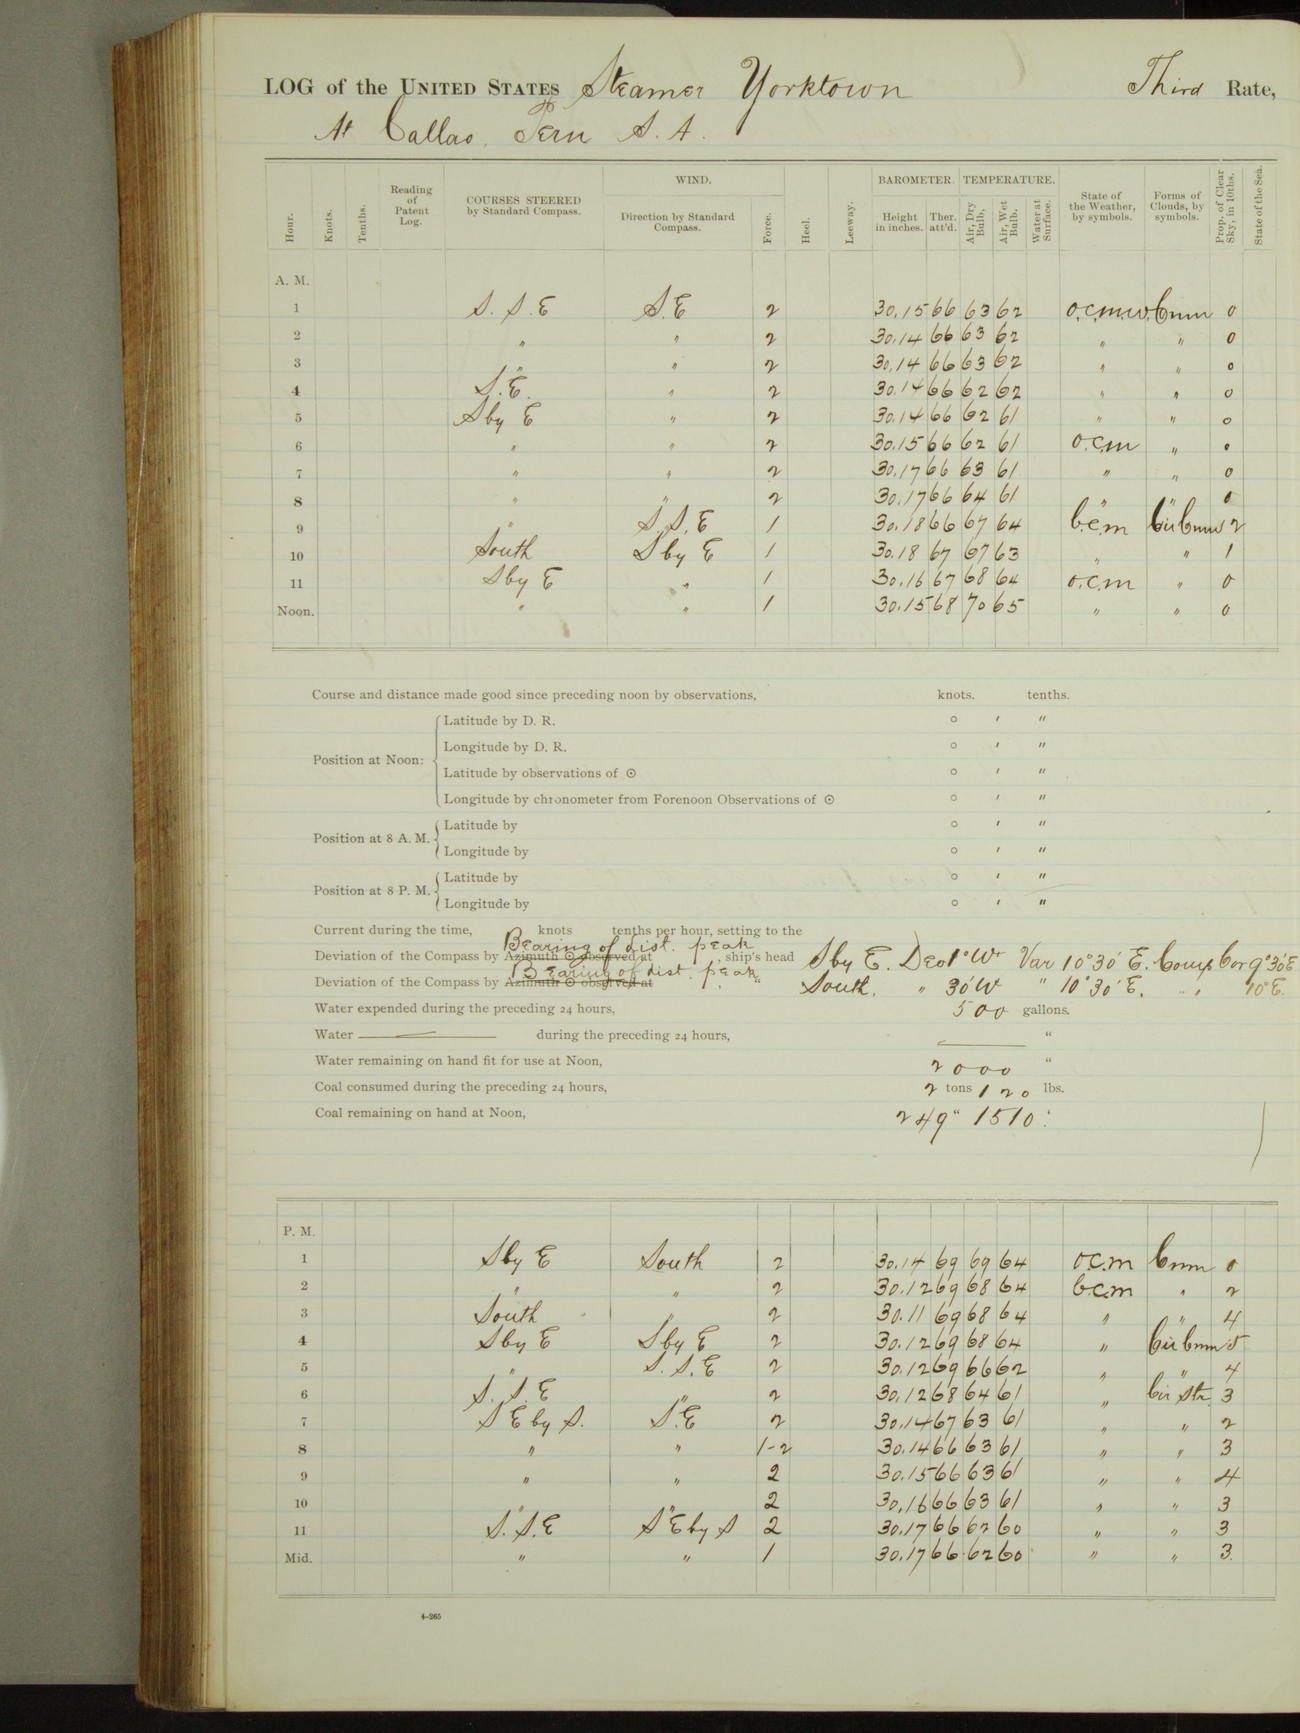 LOG of the UNITED STATES Steamer Yorktown Third Rate,
At Callao, Peru S. A.
Hour. Knots. Tenths. Reading of Patent Log. COURSES STEERED by Standard Compass. WIND. Direction by Standard Compass. Force. Heel. Leeway. BAROMETER. Height in inches. Ther. att'd. TEMPERATURE. Air, Dry Bulb. Air, Wet Bulb. Water at Surface. State of the Weather, by symbols. Forms of Clouds, by symbols. Prop. of Clear Sky, in 10ths. State of the Sea.
A. M.
1 S. S. E S. E 2 30.15 66 63 62 o.c.m.w. Cum 0
2 " " 2 30.14 66 63 62 " " 0
3 " " 2 30.14 66 63 62 " " 0
4 S. E. " 2 30.14 66 62 62 " " 0
5 S by E " 2 30.14 66 62 61 " " 0
6 " " 2 30.15 66 62 61 o.c.m " 0
7 " " 2 30.17 66 63 61 " " 0
8 " " 2 30.17 66 64 61 " " 0
9 " S. S. E 1 30.18 66 67 64 b.c.m Cir Cum 2
10 South S by E 1 30.18 67 67 63 " " 1
11 S by E " 1 30.16 67 68 64 o.c.m " 0
Noon. " " 1 30.15 68 70 65 " " 0
Course and distance made good since preceding noon by observations, knots. tenths.
Position at Noon: Latitude by D. R. ° ′ ″
Longitude by D. R. ° ′ ″
Latitude by observations of ☉ ° ′ ″
Longitude by chronometer from Forenoon Observations of ☉ ° ′ ″
Position at 8 A. M. Latitude by ° ′ ″
Longitude by ° ′ ″
Position at 8 P. M. Latitude by ° ′ ″
Longitude by ° ′ ″
Current during the time, knots tenths per hour, setting to the
Bearing of dist. peak
Deviation of the Compass by Azimuth ☉ observed at , ship's head S by E. Dev 1° W Var 10° 30′ E. Comp Cor 9° 30′ E
Bearing of dist. peak
Deviation of the Compass by Azimuth ☉ observed at , " South. " 30′ W " 10° 30′ E. " " 10° E.
Water expended during the preceding 24 hours, 500 gallons.
Water during the preceding 24 hours, "
Water remaining on hand fit for use at Noon, 2000 "
Coal consumed during the preceding 24 hours, 2 tons 120 lbs.
Coal remaining on hand at Noon, 249 " 1510 "
P. M.
1 S by E South 2 30.14 69 69 64 o.c.m Cum 0
2 " " 2 30.12 69 68 64 b.c.m " 2
3 South " 2 30.11 69 68 64 " " 4
4 S by E S by E 2 30.12 69 68 64 " Cir Cum 5
5 " S. S. E 2 30.12 69 66 62 " " 4
6 S. S. E " 2 30.12 68 64 61 " Cir Str. 3
7 S E by S. S. E 2 30.14 67 63 61 " " 2
8 " " 1-2 30.14 66 63 61 " " 3
9 " " 2 30.15 66 63 61 " " 4
10 " " 2 30.16 66 63 61 " " 3
11 S. S. E S E by S 2 30.17 66 62 60 " " 3
Mid. " " 1 30.17 66 62 60 " " 3
4-265